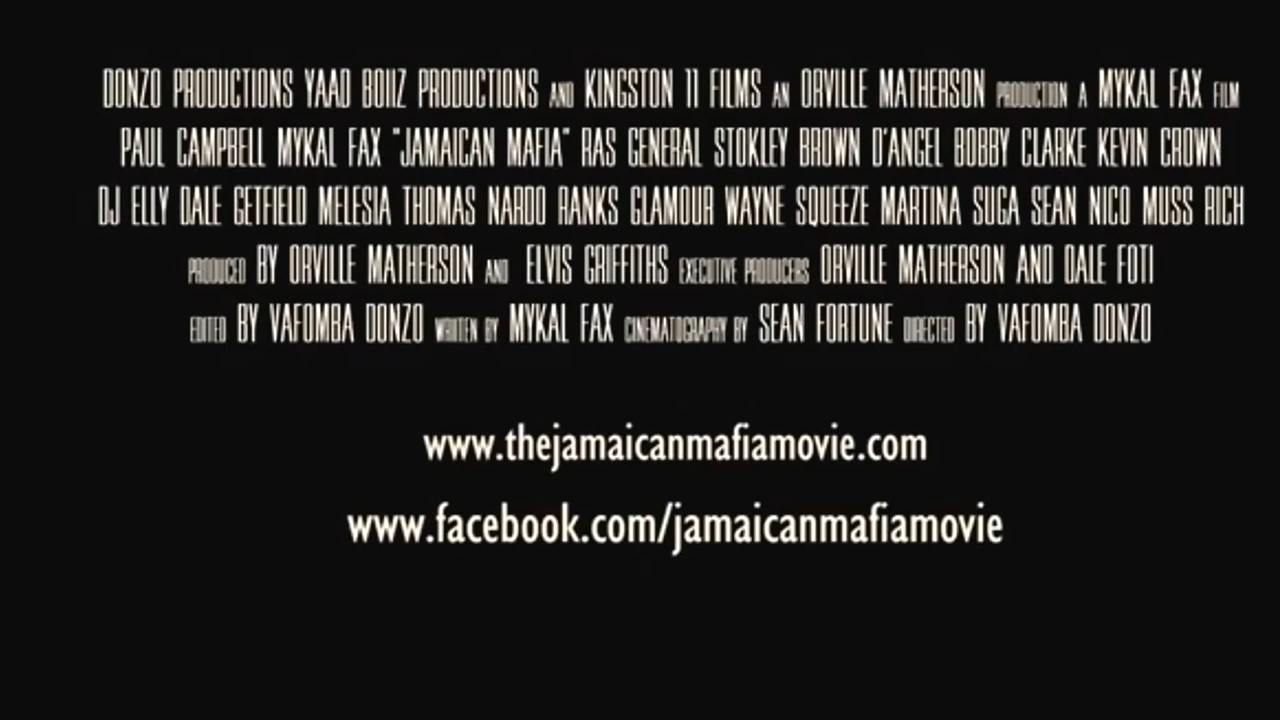 DONZO PRODUCTIONS YAAD BOIIZ PRODUCTIONS AND KINGSTON 11 FILMS AN ORVILLE MATHERSON PRODUCTION A MYKAL FAX FILM
PAUL CAMPBELL MYKAL FAX "JAMAICAN MAFIA" RAS GENERAL STOKLEY BROWN D'ANGEL BOBBY CLARKE KEVIN CROWN
DJ ELLY DALE GETFIELD MELESIA THOMAS NARDO RANKS GLAMOUR WAYNE SQUEEZE MARTINA SUGA SEAN NICO MUSS RICH
PRODUCED BY ORVILLE MATHERSON AND ELVIS GRIFFITHS EXECUTIVE PRODUCERS ORVILLE MATHERSON AND DALE FOTI
EDITED BY VAFOMBA DONZO WRITTEN BY MYKAL FAX CINEMATOGRAPHY BY SEAN FORTUNE DIRECTED BY VAFOMBA DONZO
www.thejamaicanmafiamovie.com
www.facebook.com/jamaicanmafiamovie